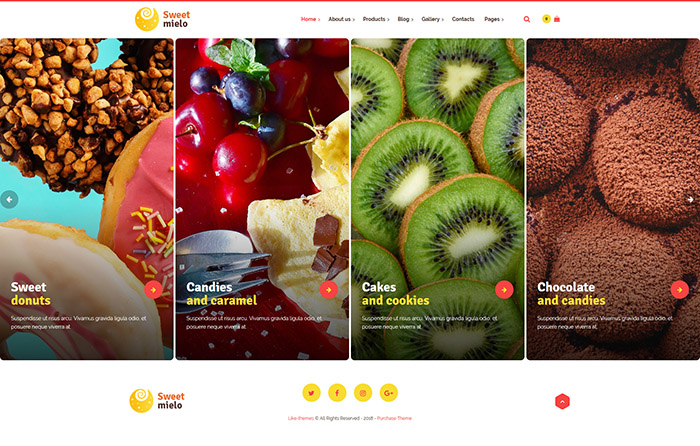 Sweet
mielo
Home
About us
Products
Blog
Gallery
Contacts
Pages
0
Sweet
donuts
Suspendisse ut risus arcu. Vivamus gravida ligula odio, et
posuere neque viverra at.
Candies
and caramel
Suspendisse ut risus arcu. Vivamus gravida ligula odio, et
posuere neque viverra at.
Cakes
and cookies
Suspendisse ut risus arcu. Vivamus gravida ligula odio, et
posuere neque viverra at.
Chocolate
and candies
Suspendisse ut risus arcu. Vivamus gravida ligula odio, et
posuere neque viverra at.
Sweet
mielo
Like-themes © All Rights Reserved - 2018 - Purchase Theme